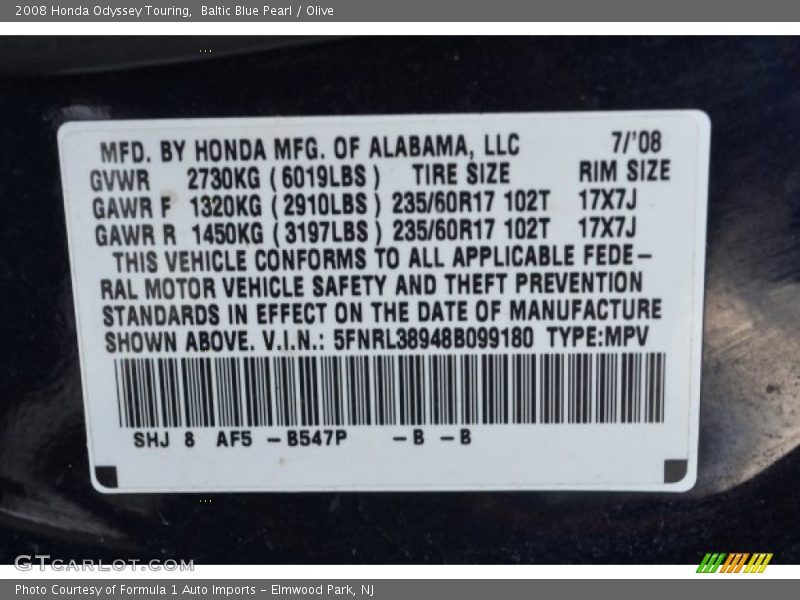 2008 Honda Odyssey Touring, Baltic Blue Pearl / Olive
MFD. BY HONDA MFG. OF ALABAMA, LLC 7/'08
GVWR 2730KG ( 6019LBS ) TIRE SIZE RIM SIZE
GAWR F 1320KG ( 2910LBS ) 235/60R17 102T 17X7J
GAWR R 1450KG ( 3197LBS ) 235/60R17 102T 17X7J
THIS VEHICLE CONFORMS TO ALL APPLICABLE FEDE-
RAL MOTOR VEHICLE SAFETY AND THEFT PREVENTION
STANDARDS IN EFFECT ON THE DATE OF MANUFACTURE
SHOWN ABOVE. V.I.N.: 5FNRL38948B099180 TYPE:MPV
SHJ 8 AF5 - B547P - B - B
GTCARLOT.COM
Photo Courtesy of Formula 1 Auto Imports - Elmwood Park, NJ